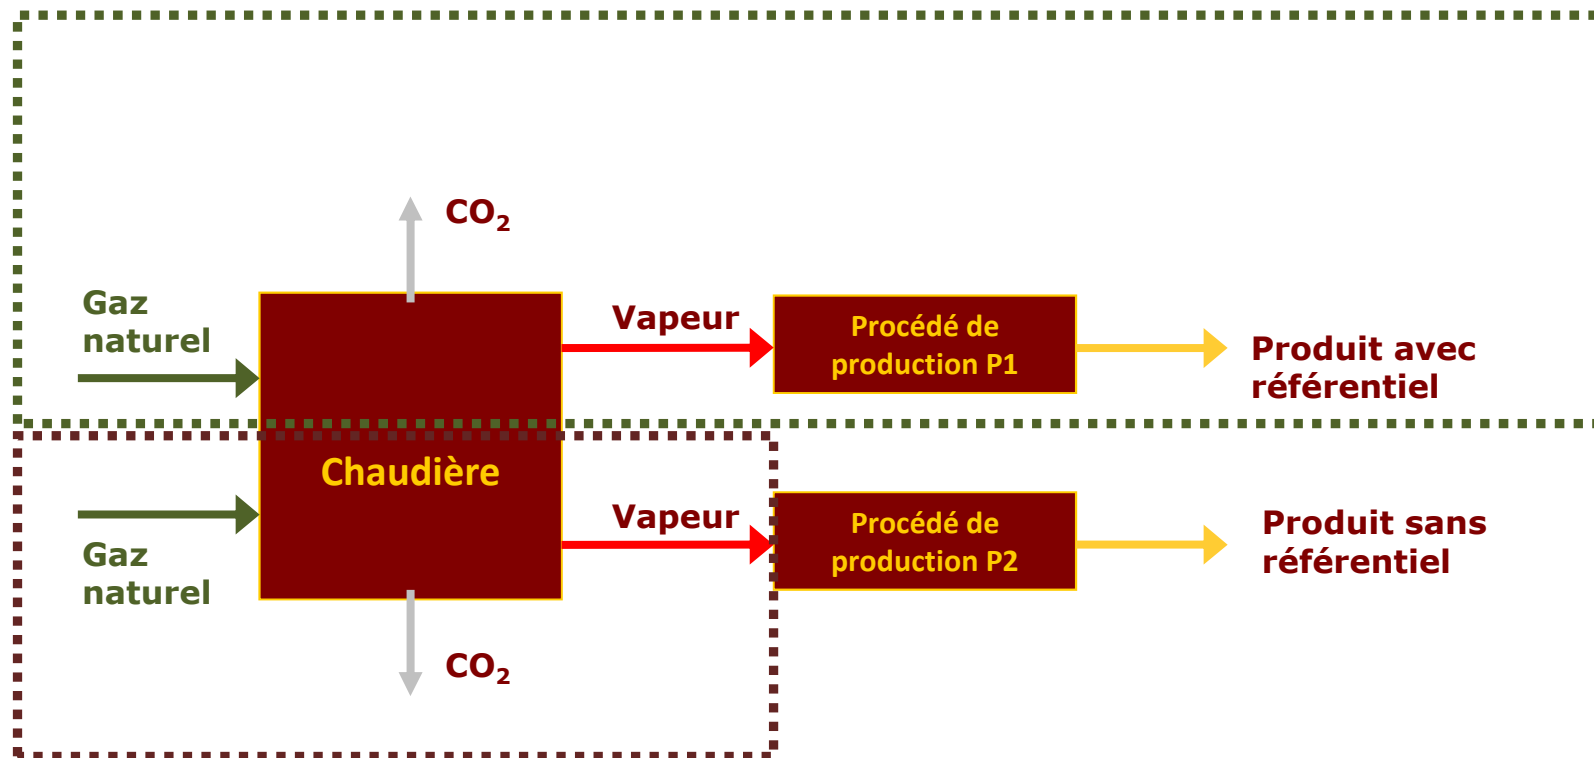 CO₂
Gaz
naturel
Vapeur
Procédé de
production P1
Produit avec
référentiel
Chaudière
Gaz
naturel
Vapeur
Procédé de
production P2
Produit sans
référentiel
CO₂